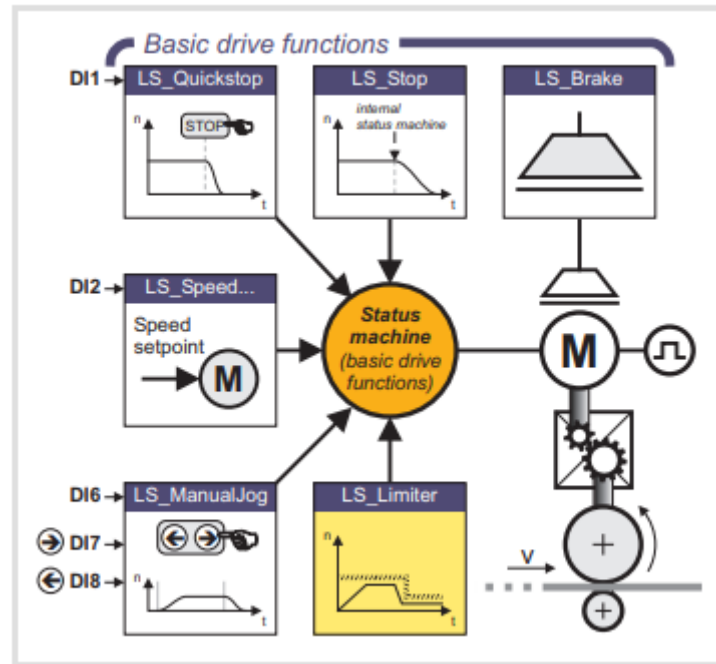 Basic drive functions
DI1
LS_Quickstop
STOP
n
t
LS_Stop
internal
status machine
n
t
LS_Brake
DI2
LS_Speed...
Speed
setpoint
M
Status
machine
(basic drive
functions)
M
DI6
LS_ManualJog
DI7
DI8
n
t
LS_Limiter
n
t
V